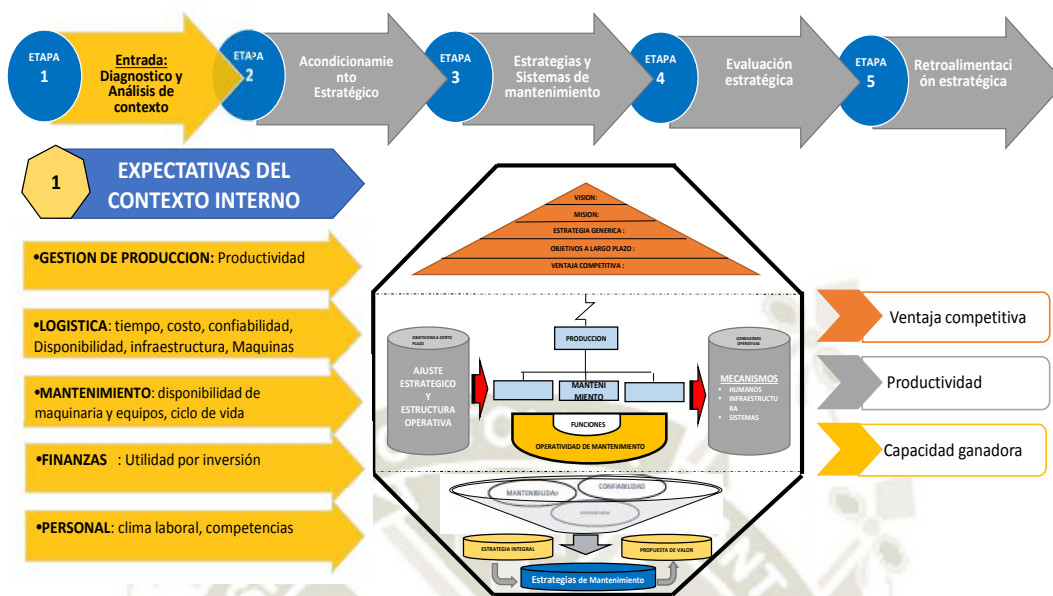 ETAPA
1
Entrada:
Diagnostico y
Análisis de
contexto
ETAPA
2
Acondicionamie
nto
Estratégico
ETAPA
3
Estrategias y
Sistemas de
mantenimiento
ETAPA
4
Evaluación
estratégica
ETAPA
5
Retroalimentaci
ón estratégica
1
EXPECTATIVAS DEL
CONTEXTO INTERNO
•GESTION DE PRODUCCION: Productividad
•LOGISTICA: tiempo, costo, confiabilidad,
Disponibilidad, infraestructura, Maquinas
•MANTENIMIENTO: disponibilidad de
maquinaria y equipos, ciclo de vida
•FINANZAS : Utilidad por inversión
•PERSONAL: clima laboral, competencias
VISION:
MISION:
ESTRATEGIA GENERICA :
OBJETIVOS A LARGO PLAZO :
VENTAJA COMPETITIVA :
OBJETIVOS A CORTO
PLAZO
AJUSTE
ESTRATEGICO
Y
ESTRUCTURA
OPERATIVA
PRODUCCION
MANTENI
MIENTO
FUNCIONES
OPERATIVIDAD DE MANTENIMIENTO
CONDICIONES
OPERATIVAS
MECANISMOS
• HUMANOS
• INFRAESTRUCTU
RA
• SISTEMAS
MANTENIBILIDAD
CONFIABILIDAD
ESTRATEGIA INTEGRAL
PROPUESTA DE VALOR
Estrategias de Mantenimiento
Ventaja competitiva
Productividad
Capacidad ganadora